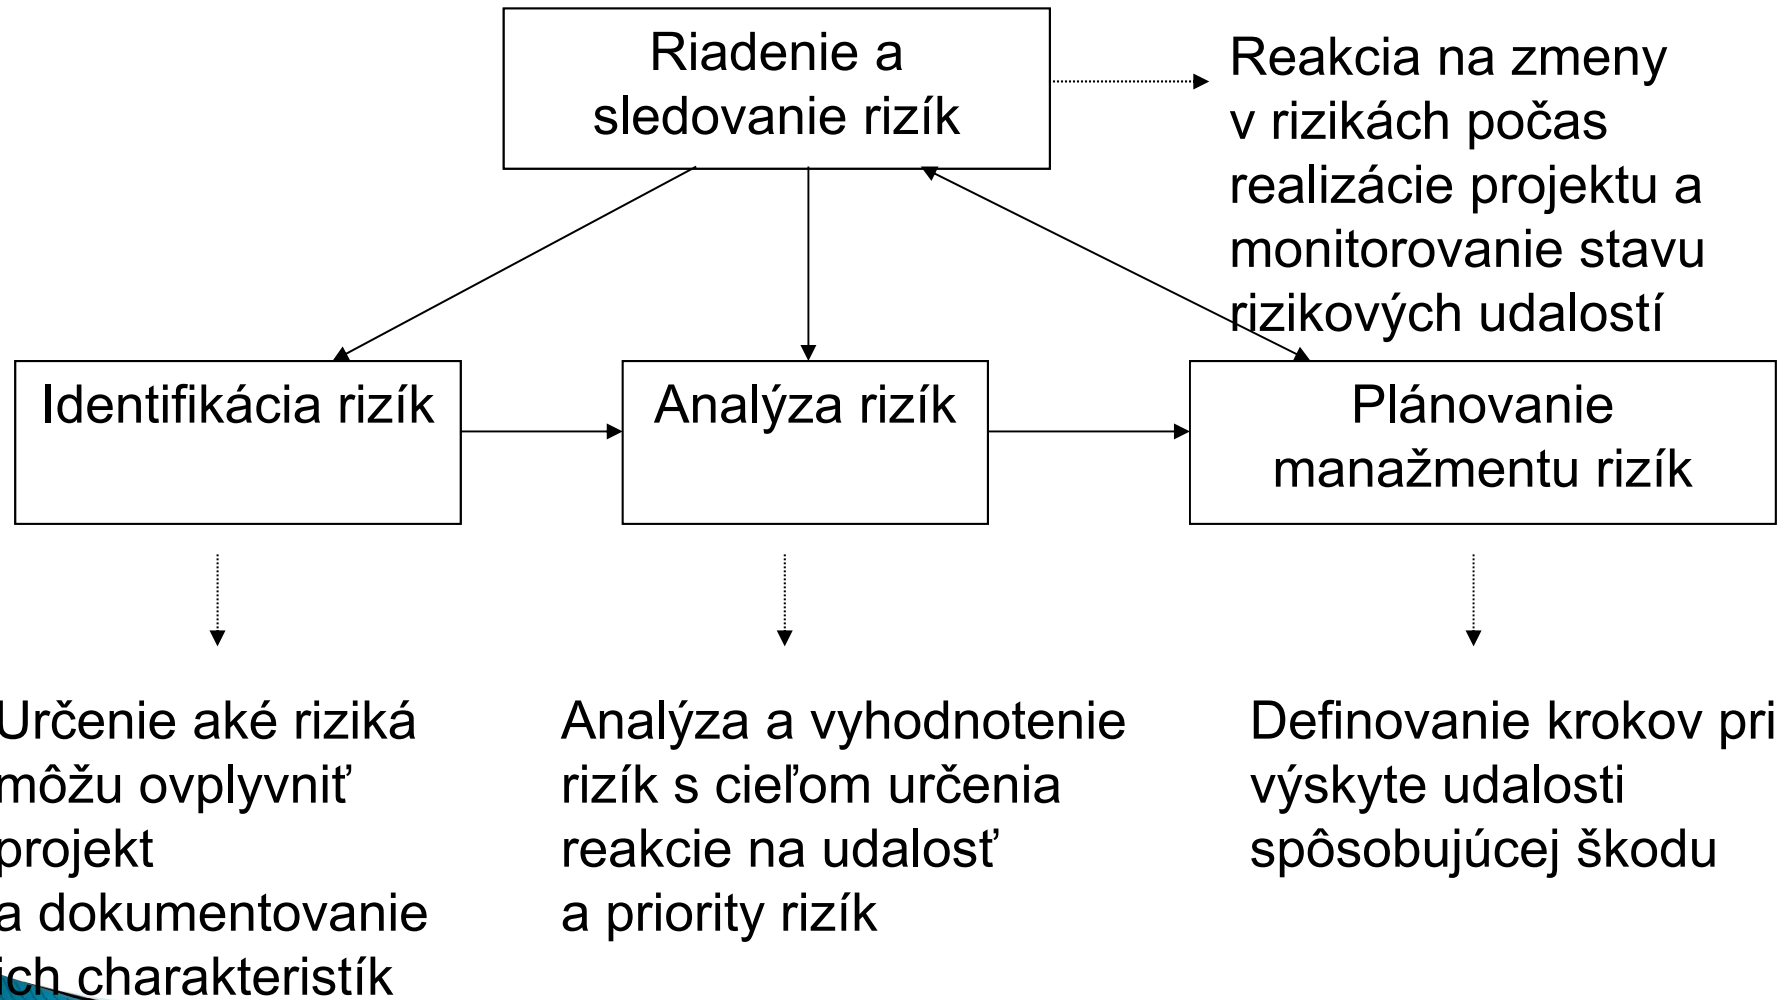 Riadenie a
sledovanie rizík
Reakcia na zmeny
v rizikách počas
realizácie projektu a
monitorovanie stavu
rizikových udalostí
Identifikácia rizík
Analýza rizík
Plánovanie
manažmentu rizík
Určenie aké riziká
môžu ovplyvniť
projekt
a dokumentovanie
ich charakteristík
Analýza a vyhodnotenie
rizík s cieľom určenia
reakcie na udalosť
a priority rizík
Definovanie krokov pri
výskyte udalosti
spôsobujúcej škodu